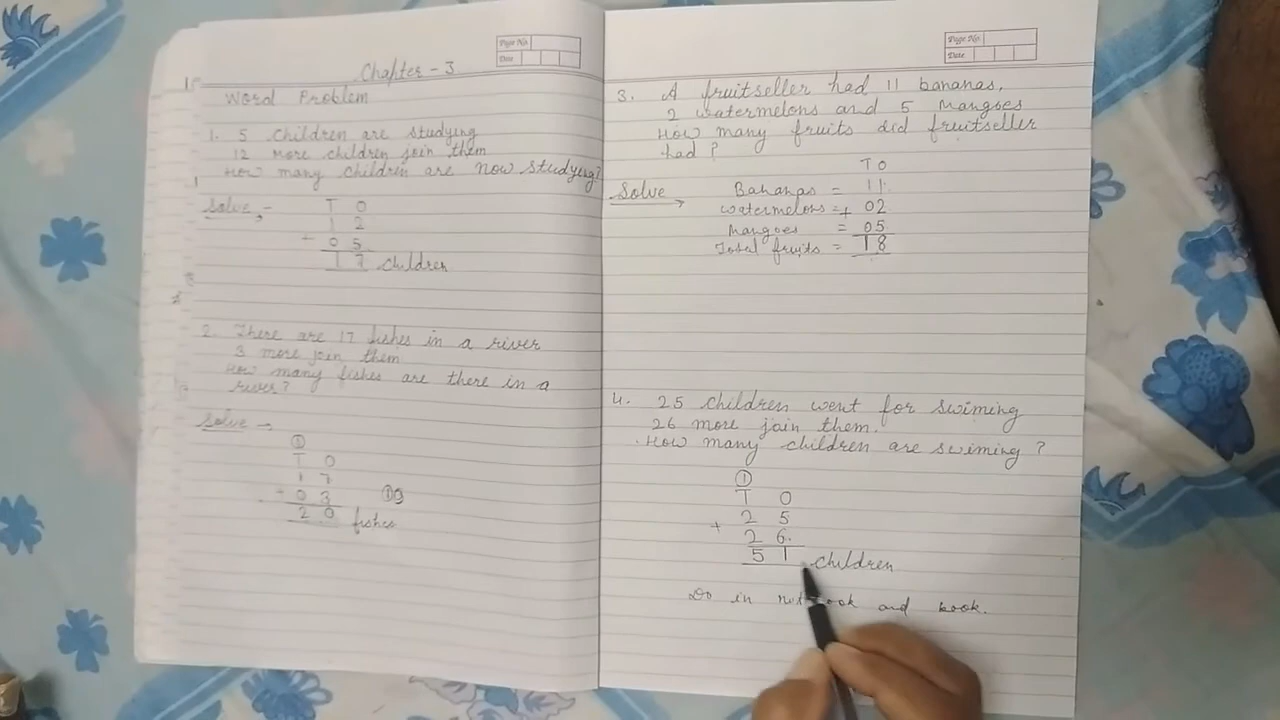 Page No.
Date
Chapter - 3
Word Problem
1. 5 children are studying
12 more children join them
How many children are now studying?
Solve :-
T O
1 2
+ 0 5
1 7 children
2. There are 17 fishes in a river
3 more join them
How many fishes are there in a
river?
Solve →
①
T O
1 7
+ 0 3 ①0
2 0 fishes
Page No.
Date
3. A fruitseller had 11 bananas,
2 watermelons and 5 Mangoes
How many fruits did fruitseller
had ?
T O
Solve → Bananas = 11
watermelons = + 02
Mangoes = 05
Total fruits = 18
4. 25 children went for swiming
26 more join them.
How many children are swiming ?
①
T O
2 5
+ 2 6
5 1 children
Do in notebook and book.